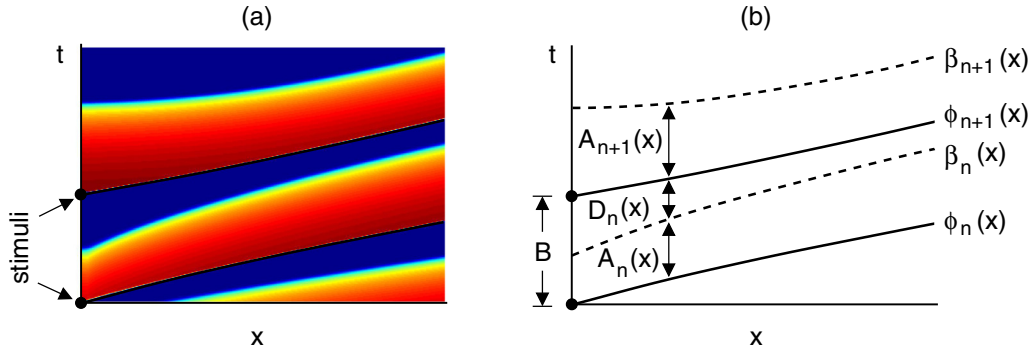 (a)
t
stimuli
x
(b)
t
β_{n+1}(x)
ϕ_{n+1}(x)
A_{n+1}(x)
β_n(x)
D_n(x)
B
A_n(x)
ϕ_n(x)
x